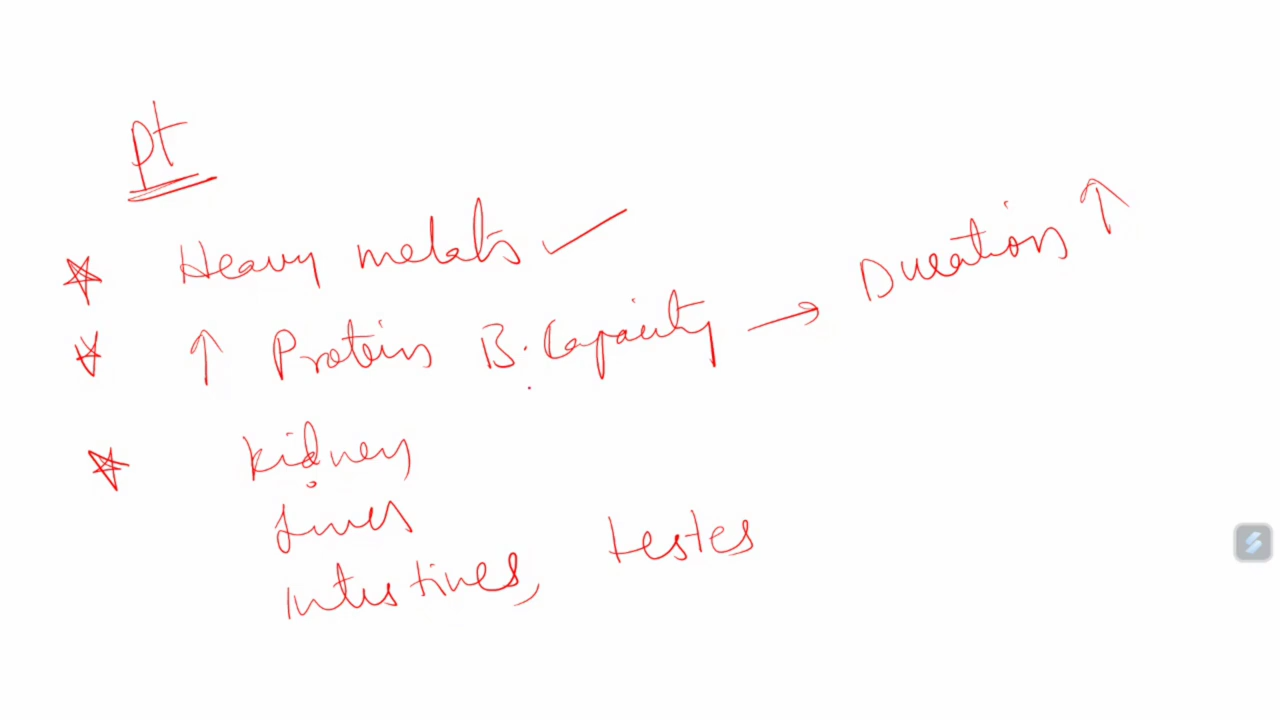 Pt
☆ Heavy metals ✓
☆ ↑ Protein B. Capacity → Duration ↑
☆ Kidney
Liver
Intestines, testes